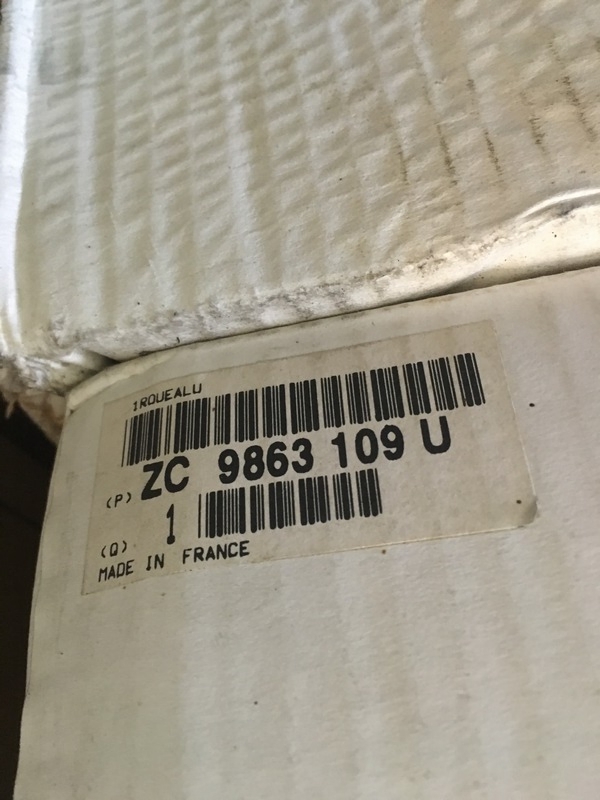 1ROUEALU
(P) ZC 9863 109 U
(Q) 1
MADE IN FRANCE